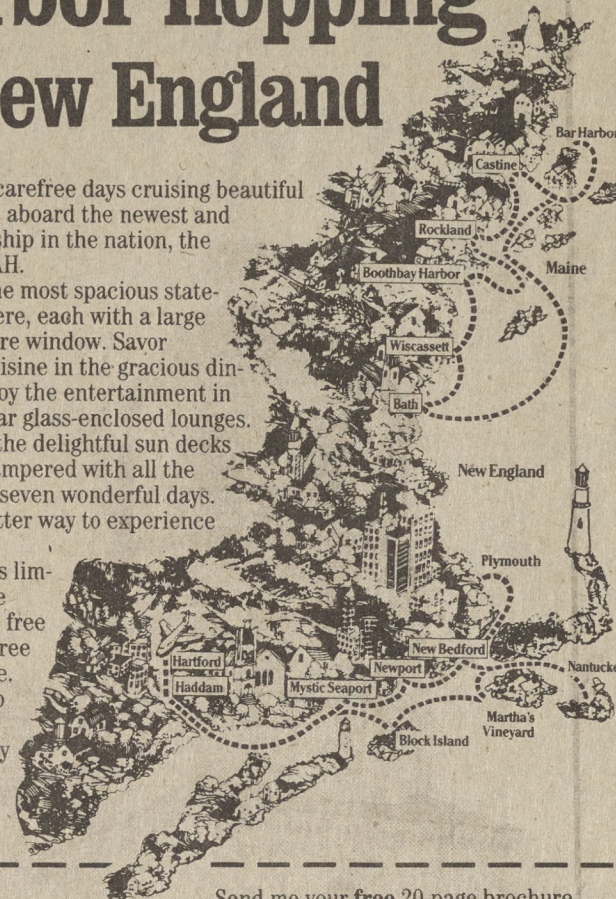 rbor Hopping
ew England
carefree days cruising beautiful
aboard the newest and
ship in the nation, the
AH.
he most spacious state-
ere, each with a large
re window. Savor
isine in the gracious din-
oy the entertainment in
ar glass-enclosed lounges.
the delightful sun decks
ampered with all the
seven wonderful days.
tter way to experience
s lim-
e
free
ree
e.
o
y
Bar Harbo
Castine
Rockland
Boothbay Harbor
Maine
Wiscassett
Bath
New England
Plymouth
New Bedford
Newport
Hartford
Haddam
Mystic Seaport
Nantucke
Martha's
Vineyard
Block Island
Send me your free 20-page brochure